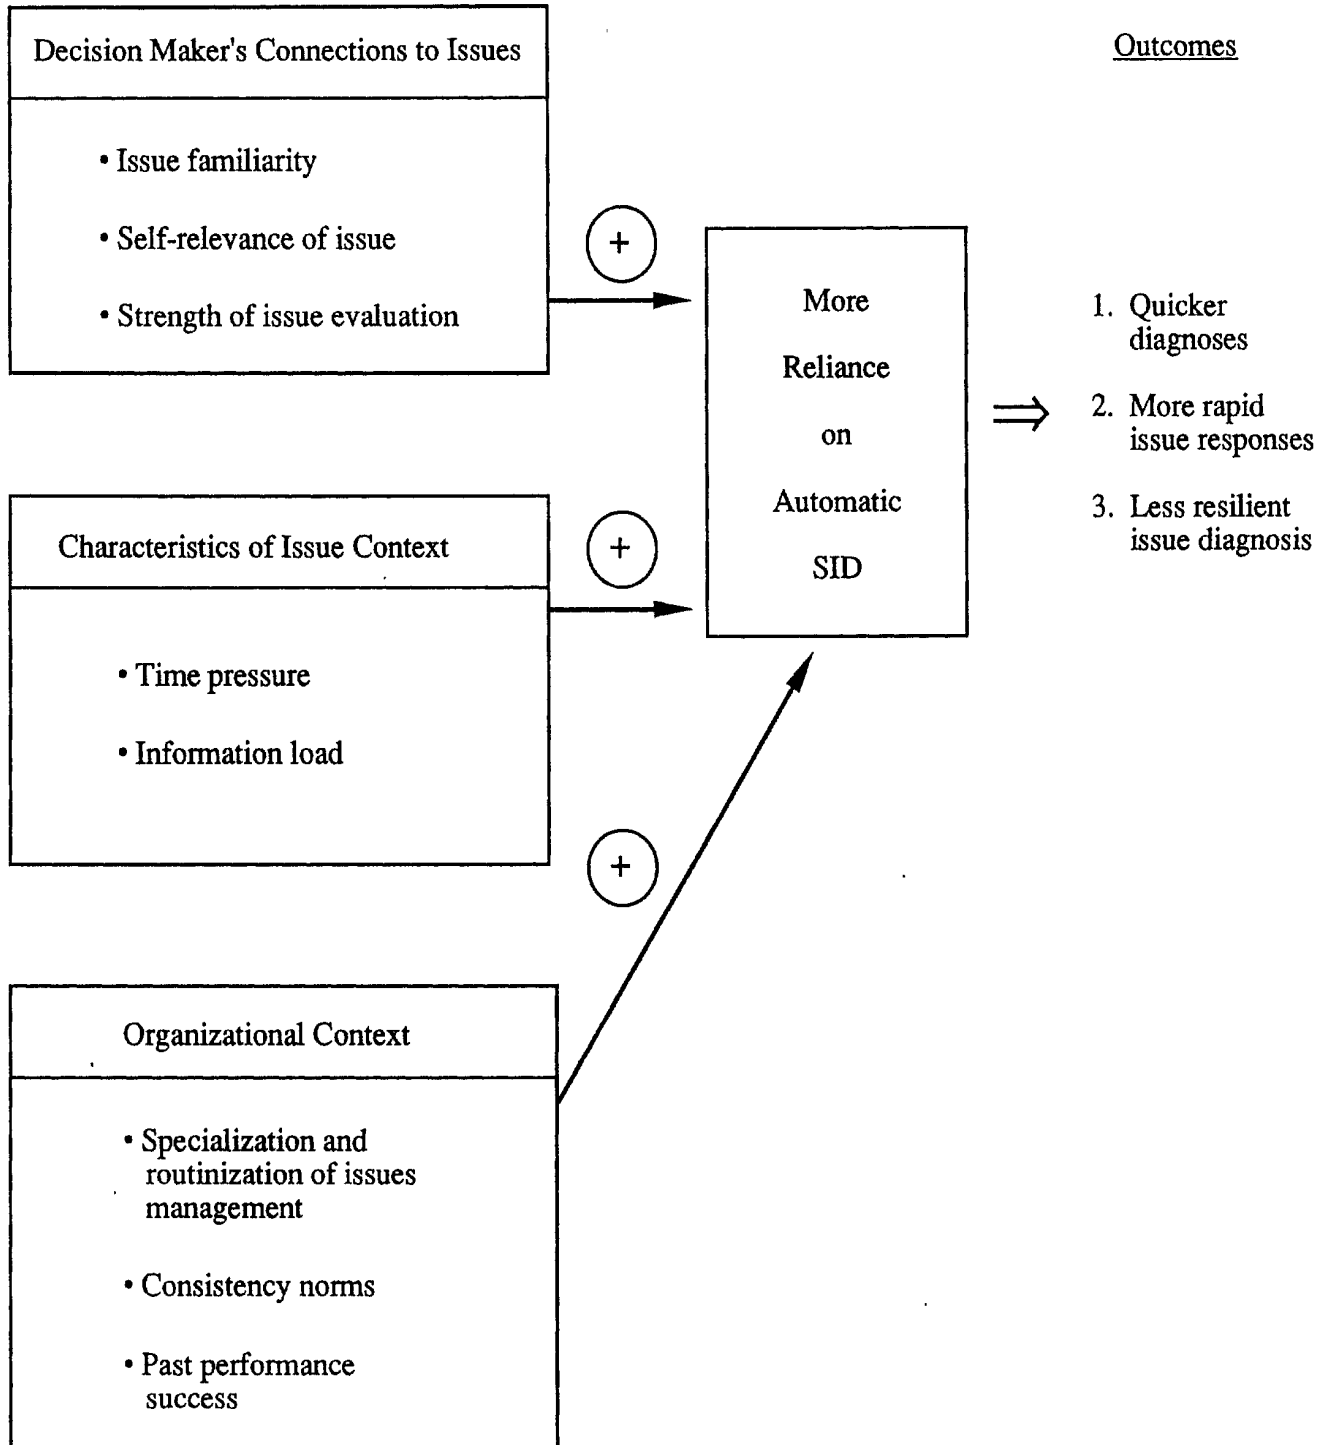 Decision Maker's Connections to Issues
• Issue familiarity
• Self-relevance of issue
• Strength of issue evaluation
+
Characteristics of Issue Context
• Time pressure
• Information load
+
Organizational Context
• Specialization and
routinization of issues
management
• Consistency norms
• Past performance
success
+
More
Reliance
on
Automatic
SID
Outcomes
1. Quicker
diagnoses
2. More rapid
issue responses
3. Less resilient
issue diagnosis